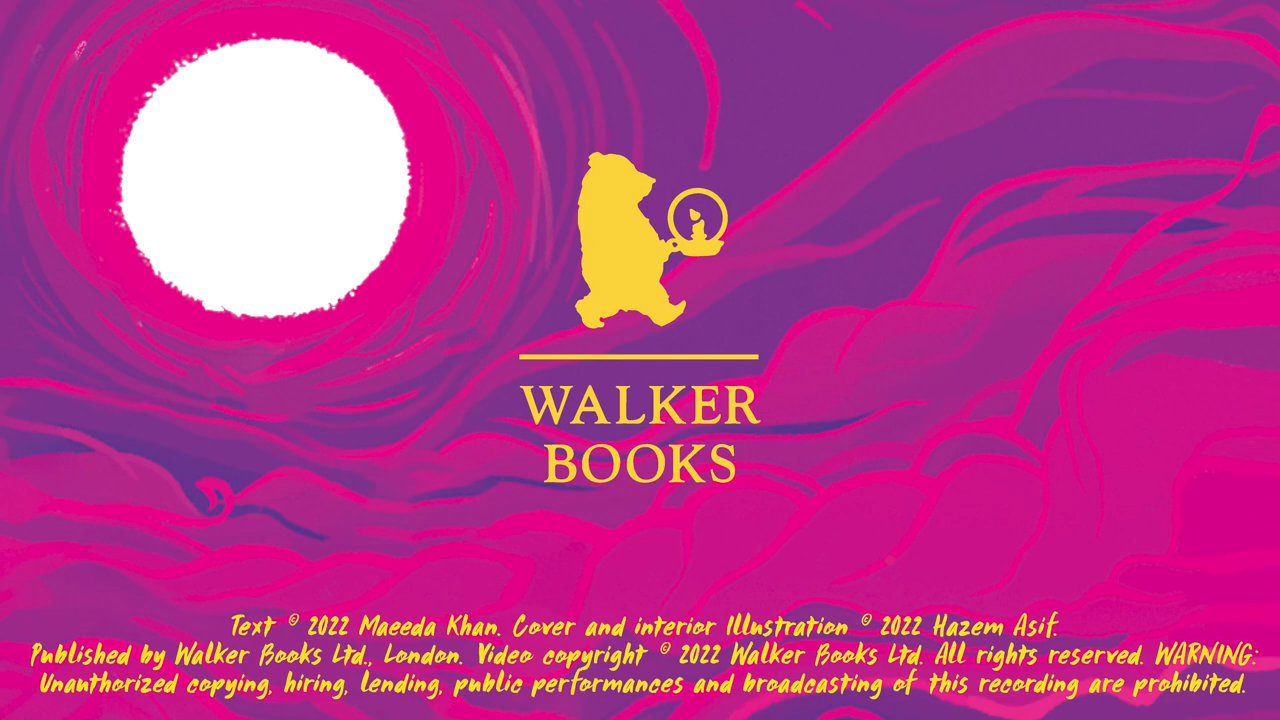 WALKER
BOOKS
Text © 2022 Maeeda Khan. Cover and interior Illustration © 2022 Hazem Asif.
Published by Walker Books Ltd., London. Video copyright © 2022 Walker Books Ltd. All rights reserved. WARNING:
Unauthorized copying, hiring, lending, public performances and broadcasting of this recording are prohibited.